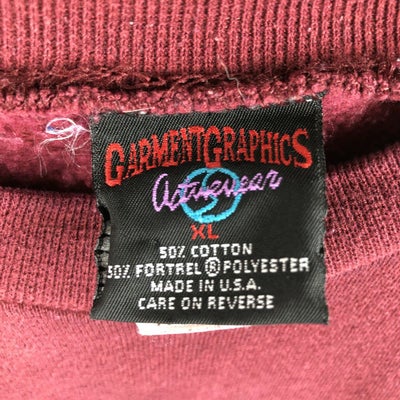 GARMENTGRAPHICS
Activewear
XL
50% COTTON
50% FORTREL ® POLYESTER
MADE IN U.S.A.
CARE ON REVERSE